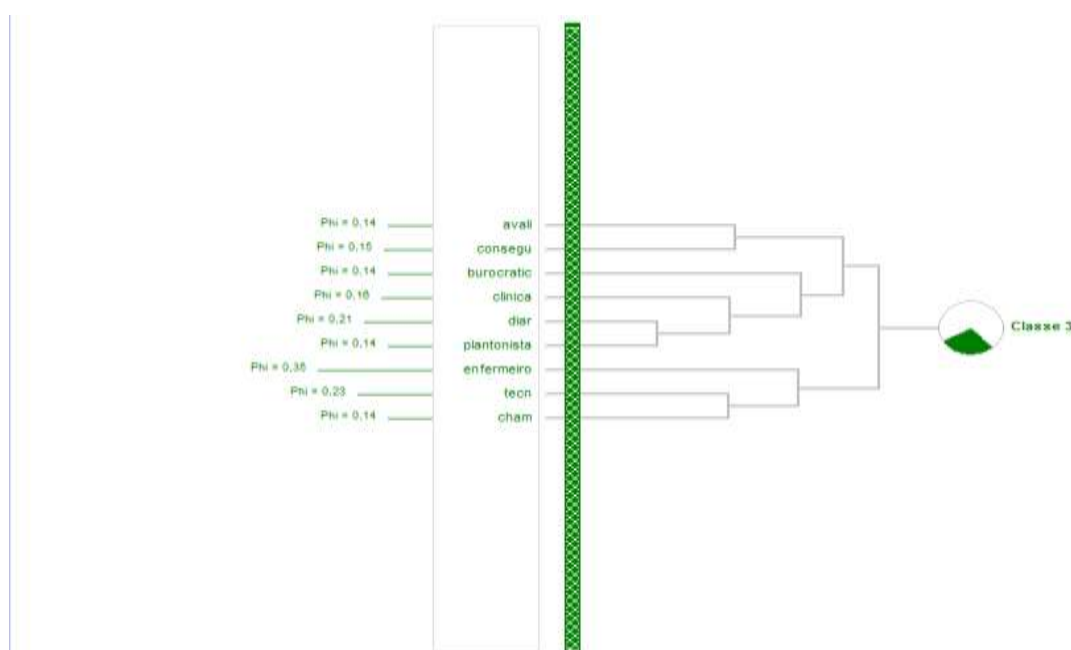 Phi = 0,14 avali
Phi = 0,15 consegu
Phi = 0,14 burocratic
Phi = 0,16 clinica
Phi = 0,21 diar
Phi = 0,14 plantonista
Phi = 0,35 enfermeiro
Phi = 0,23 tecn
Phi = 0,14 cham
Classe 3